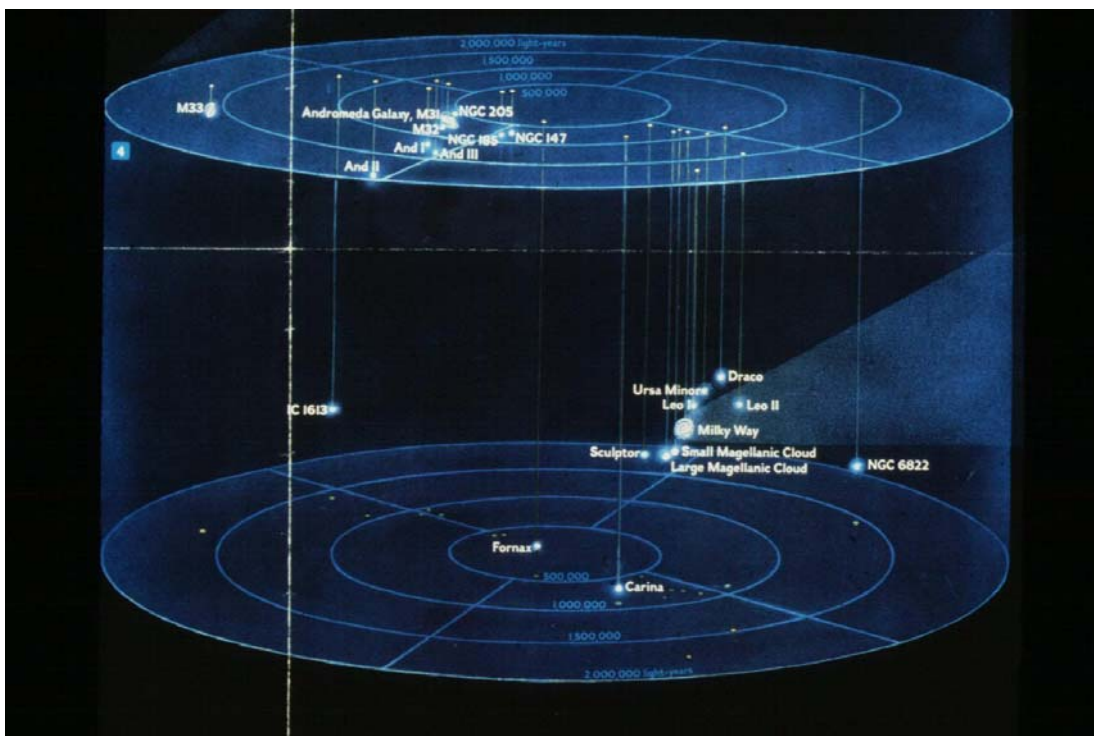 2,000,000 light-years
1,500,000
1,000,000
500,000
M33
Andromeda Galaxy, M31
NGC 205
M32
NGC 185
NGC 147
And I
And III
4
And II
Draco
Ursa Minor
Leo I
Leo II
IC 1613
Milky Way
Sculptor
Small Magellanic Cloud
Large Magellanic Cloud
NGC 6822
Fornax
500,000
Carina
1,000,000
1,500,000
2,000,000 light-years